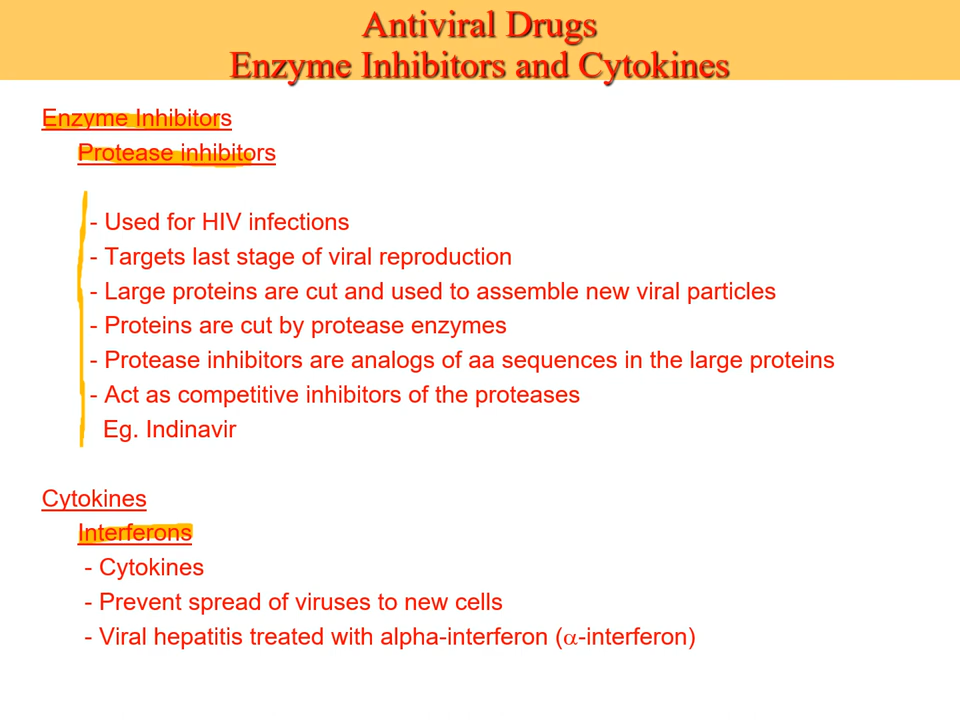 Antiviral Drugs
Enzyme Inhibitors and Cytokines
Enzyme Inhibitors
Protease inhibitors
- Used for HIV infections
- Targets last stage of viral reproduction
- Large proteins are cut and used to assemble new viral particles
- Proteins are cut by protease enzymes
- Protease inhibitors are analogs of aa sequences in the large proteins
- Act as competitive inhibitors of the proteases
Eg. Indinavir
Cytokines
Interferons
- Cytokines
- Prevent spread of viruses to new cells
- Viral hepatitis treated with alpha-interferon (α-interferon)